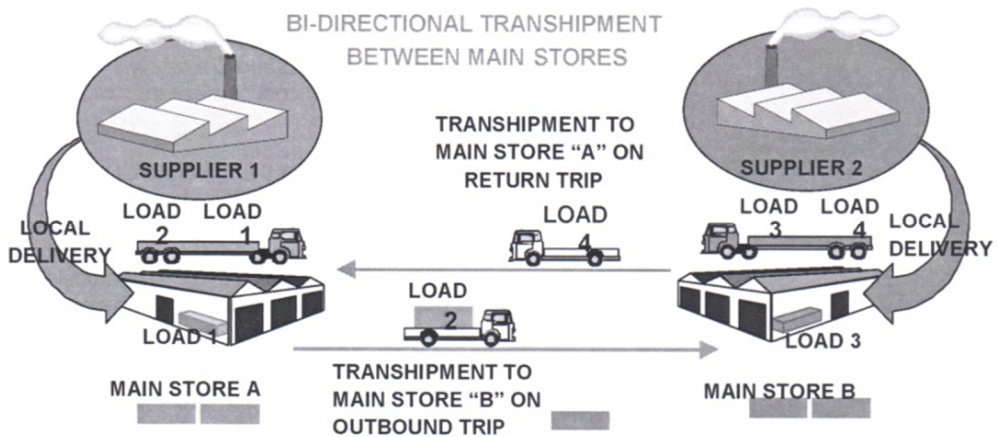 BI-DIRECTIONAL TRANSHIPMENT
BETWEEN MAIN STORES
SUPPLIER 1
SUPPLIER 2
TRANSHIPMENT TO
MAIN STORE “A” ON
RETURN TRIP
LOCAL
DELIVERY
LOAD
2
LOAD
1
LOAD
4
LOAD
3
LOAD
4
LOCAL
DELIVERY
LOAD 1
LOAD
2
LOAD 3
MAIN STORE A
TRANSHIPMENT TO
MAIN STORE “B” ON
OUTBOUND TRIP
MAIN STORE B